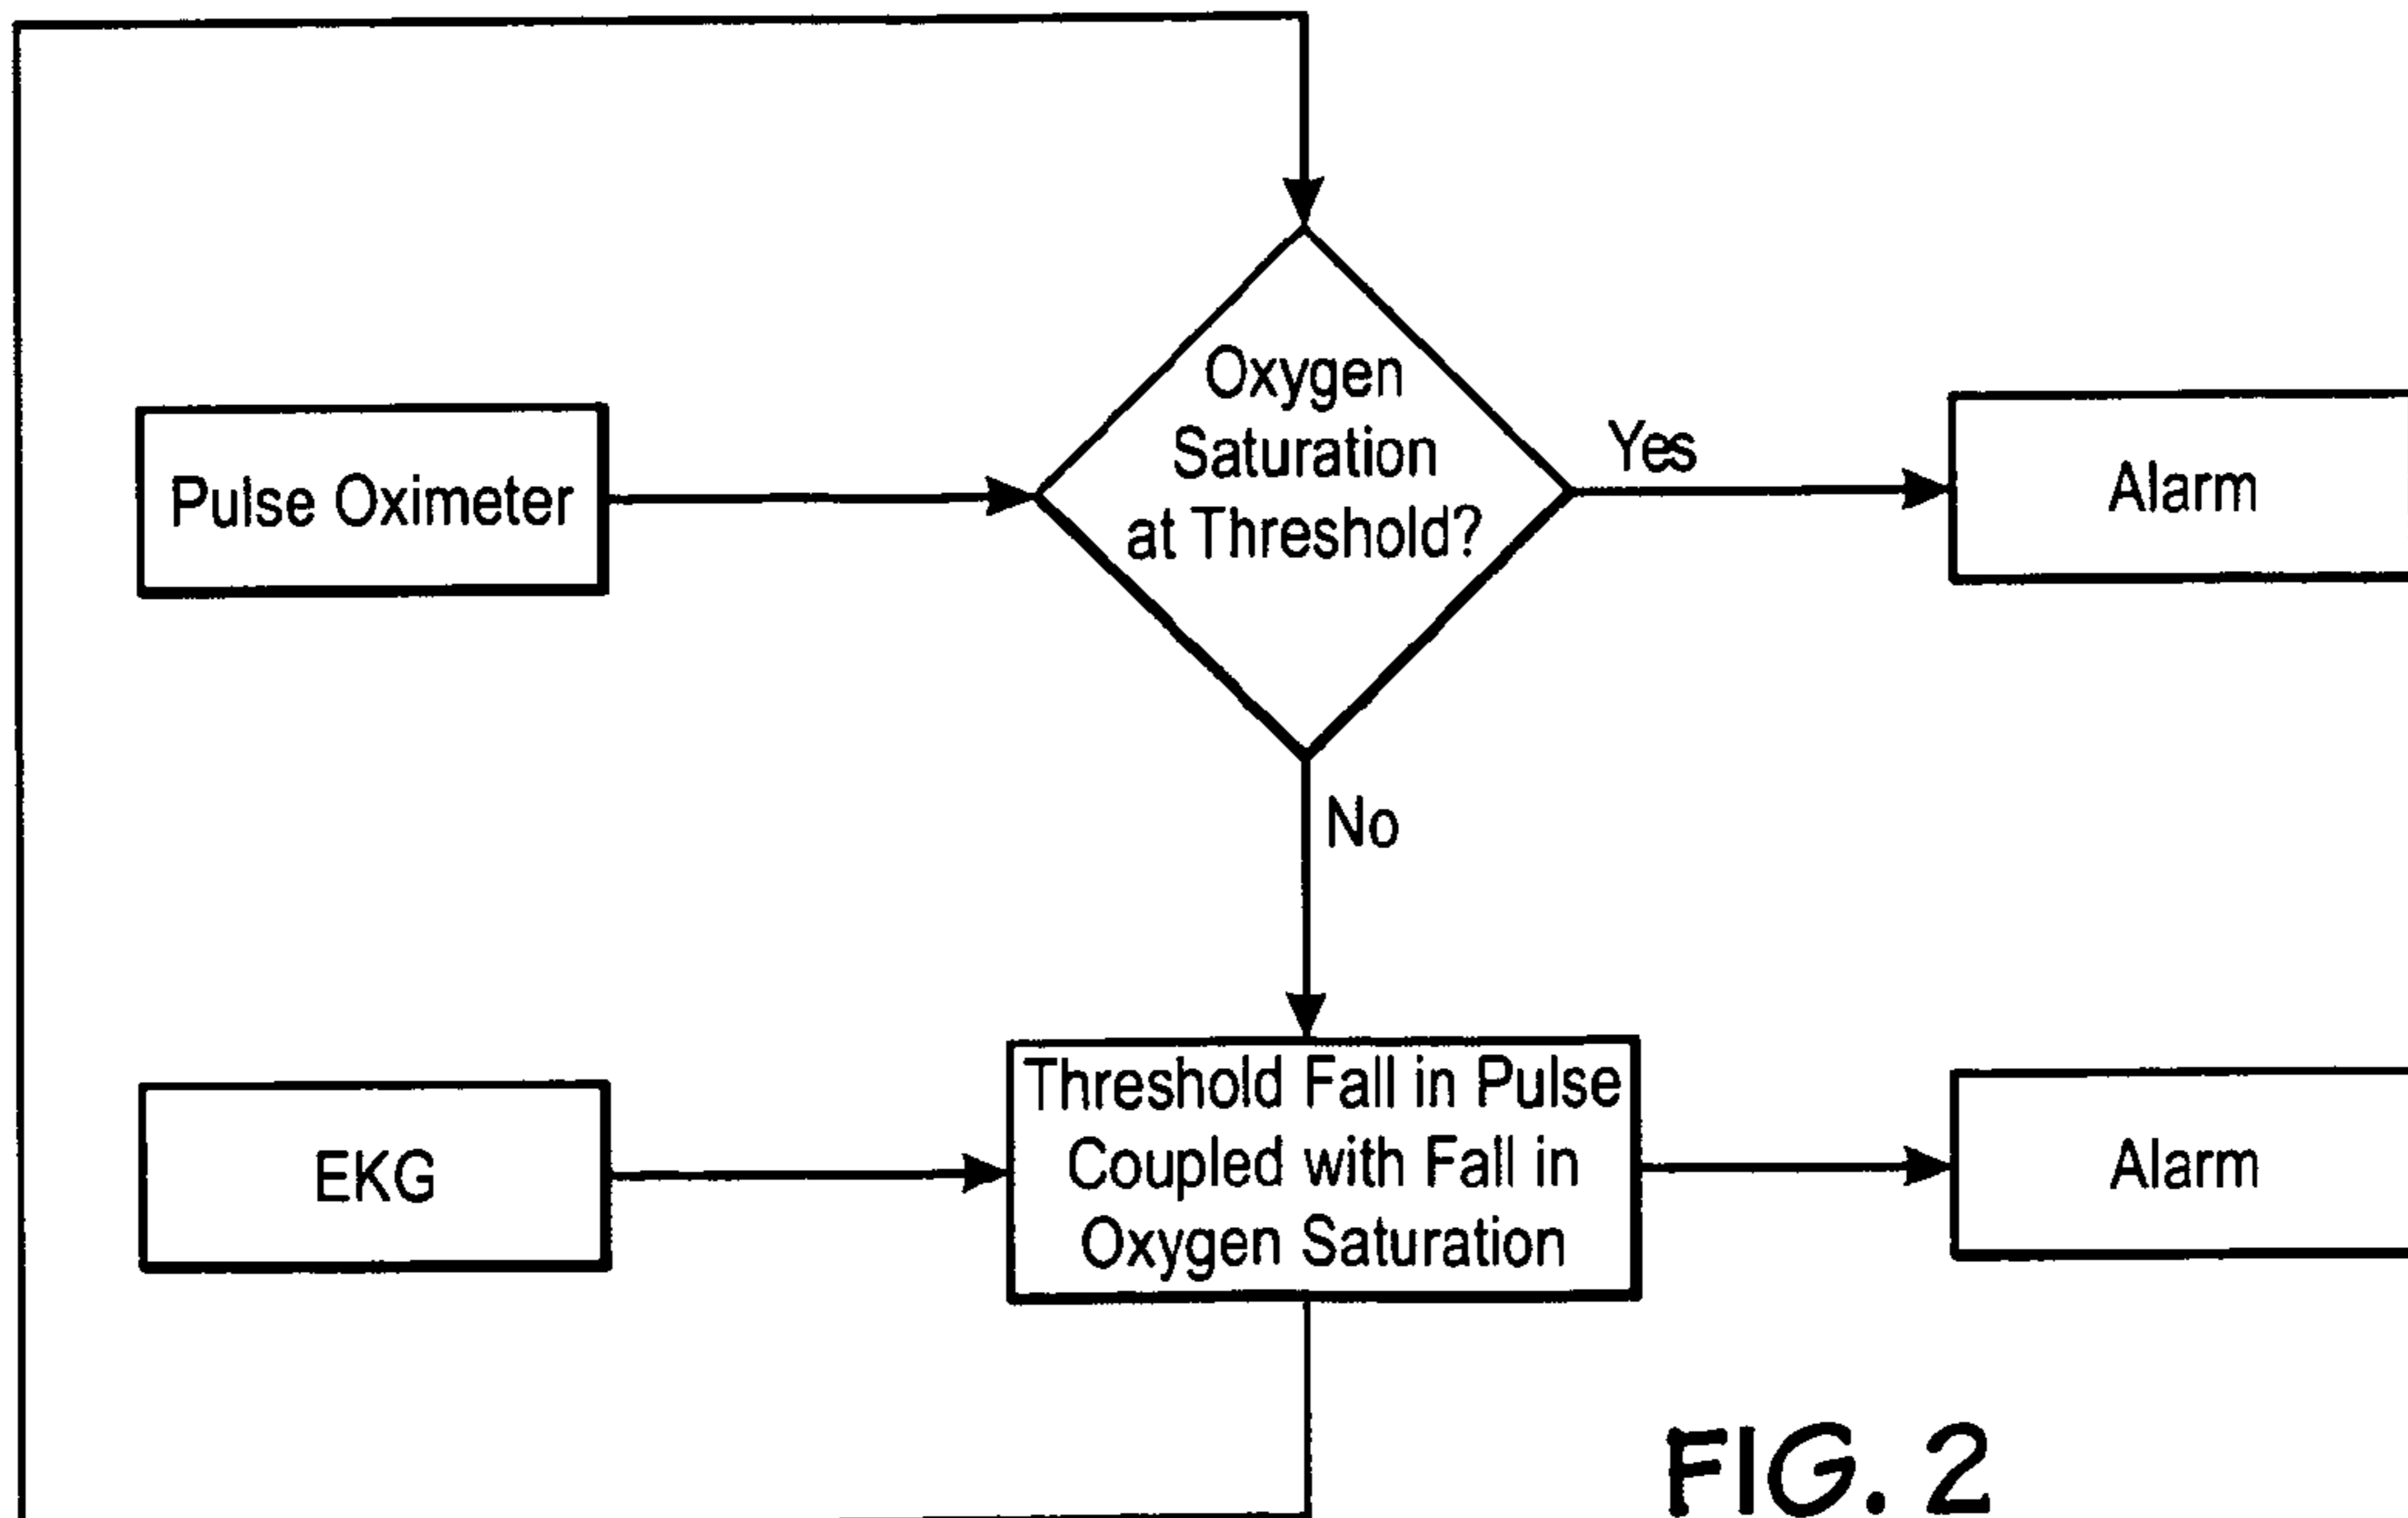 Oxygen
Saturation
at Threshold?
Yes
Pulse Oximeter
Alarm
No
Threshold Fall in Pulse
Coupled with Fall in
Oxygen Saturation
EKG
Alarm
FIG. 2